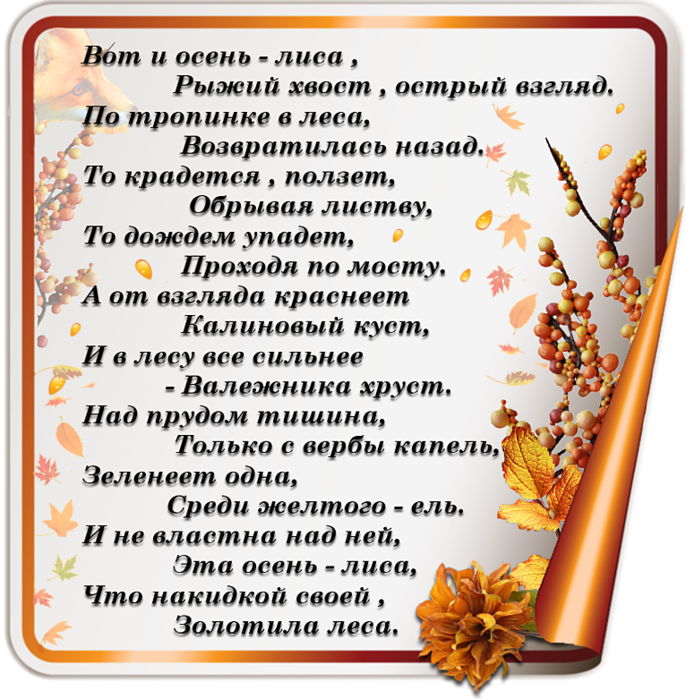 Вот и осень - лиса ,
Рыжий хвост , острый взгляд.
По тропинке в леса,
Возвратилась назад.
То крадется , ползет,
Обрывая листву,
То дождем упадет,
Проходя по мосту.
А от взгляда краснеет
Калиновый куст,
И в лесу все сильнее
- Валежника хруст.
Над прудом тишина,
Только с вербы капель,
Зеленеет одна,
Среди желтого - ель.
И не властна над ней,
Эта осень - лиса,
Что накидкой своей ,
Золотила леса.